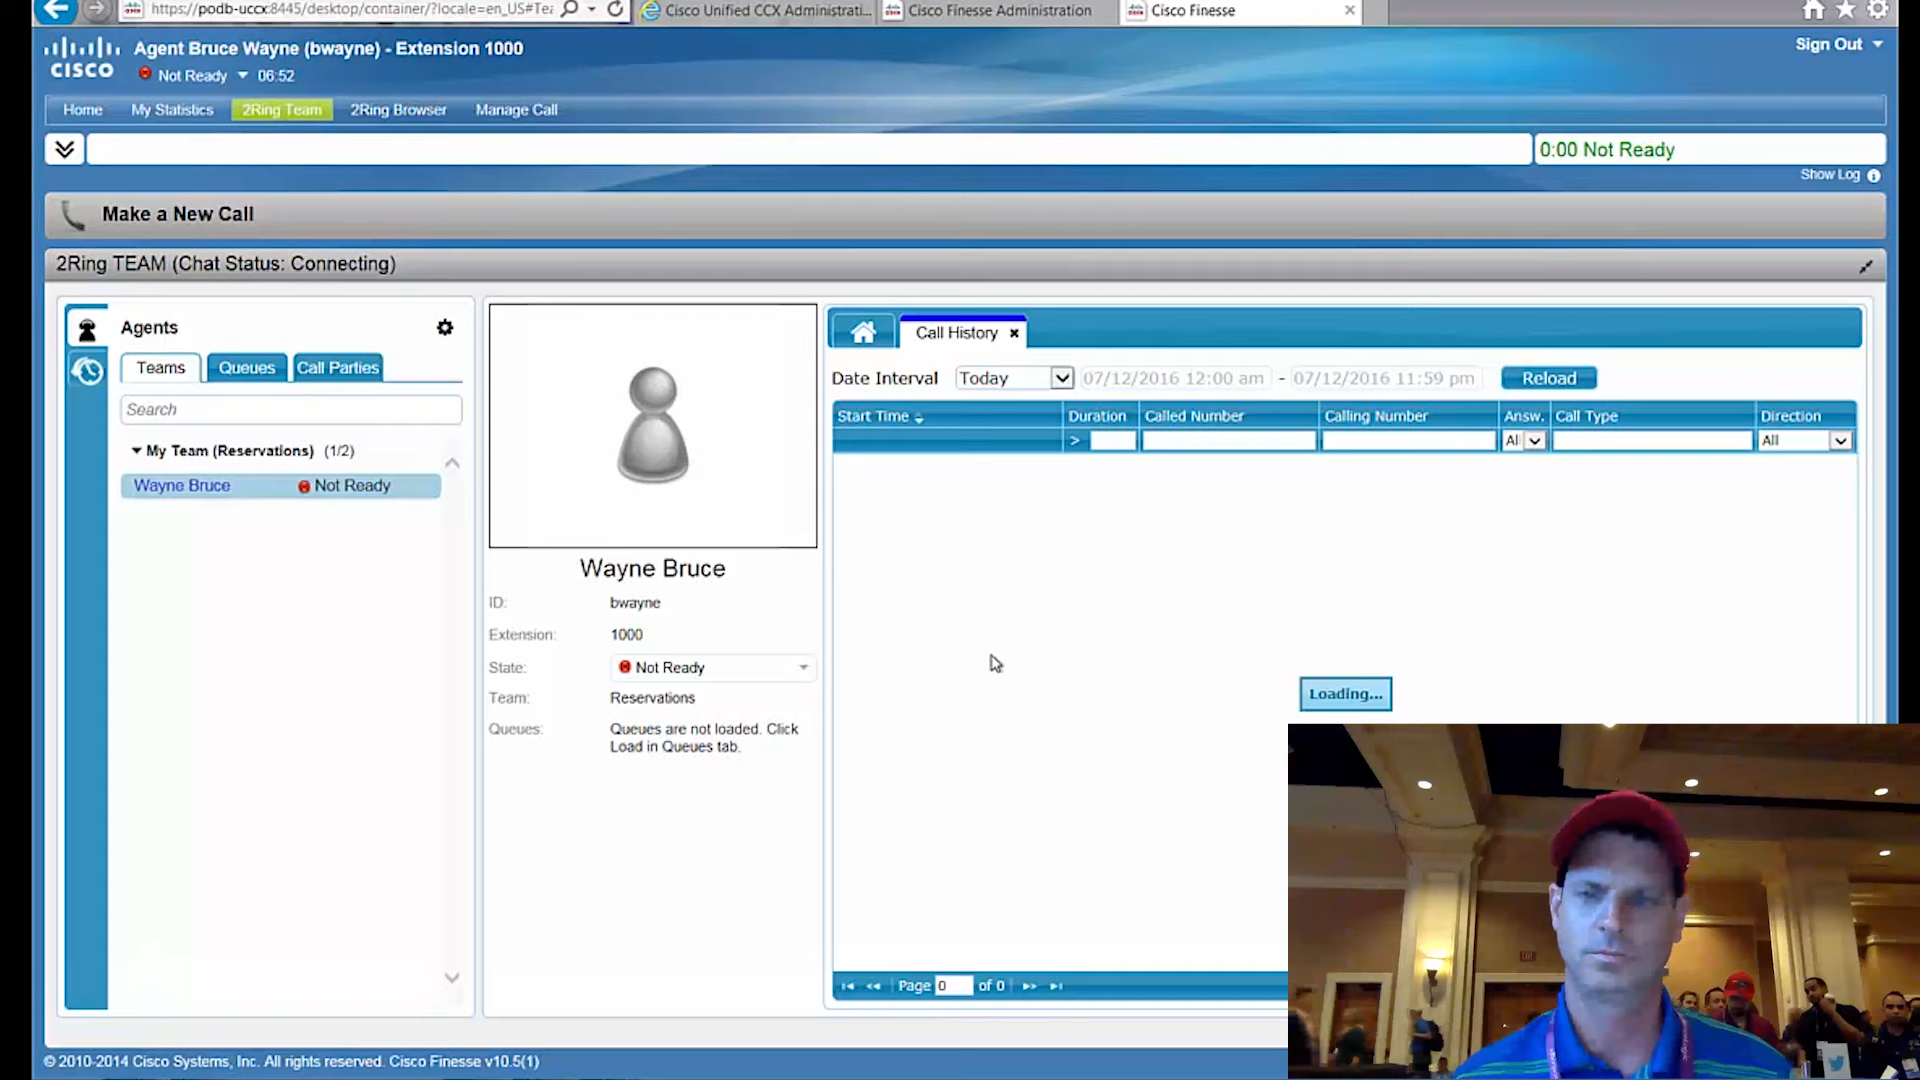 https://podb-uccx:8445/desktop/container/?locale=en_US#Tea
Cisco Unified CCX Administrati...
Cisco Finesse Administration
Cisco Finesse
CISCO
Agent Bruce Wayne (bwayne) - Extension 1000
Sign Out
Not Ready 06:52
Home My Statistics 2Ring Team 2Ring Browser Manage Call
0:00 Not Ready
Show Log
Make a New Call
2Ring TEAM (Chat Status: Connecting)
Agents
Teams Queues Call Parties
Search
My Team (Reservations) (1/2)
Wayne Bruce Not Ready
Wayne Bruce
ID: bwayne
Extension: 1000
State: Not Ready
Team: Reservations
Queues: Queues are not loaded. Click
Load in Queues tab.
Call History
Date Interval Today 07/12/2016 12:00 am - 07/12/2016 11:59 pm Reload
Start Time Duration Called Number Calling Number Answ. Call Type Direction
> All All
Loading...
Page 0 of 0
© 2010-2014 Cisco Systems, Inc. All rights reserved. Cisco Finesse v10.5(1)